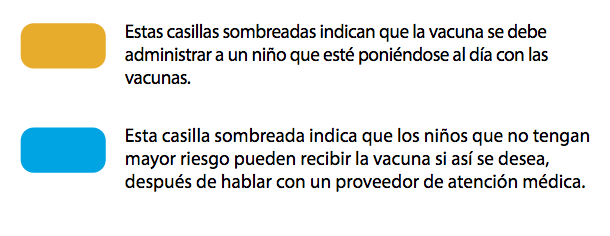 Estas casillas sombreadas indican que la vacuna se debe
administrar a un niño que esté poniéndose al día con las
vacunas.
Esta casilla sombreada indica que los niños que no tengan
mayor riesgo pueden recibir la vacuna si así se desea,
después de hablar con un proveedor de atención médica.